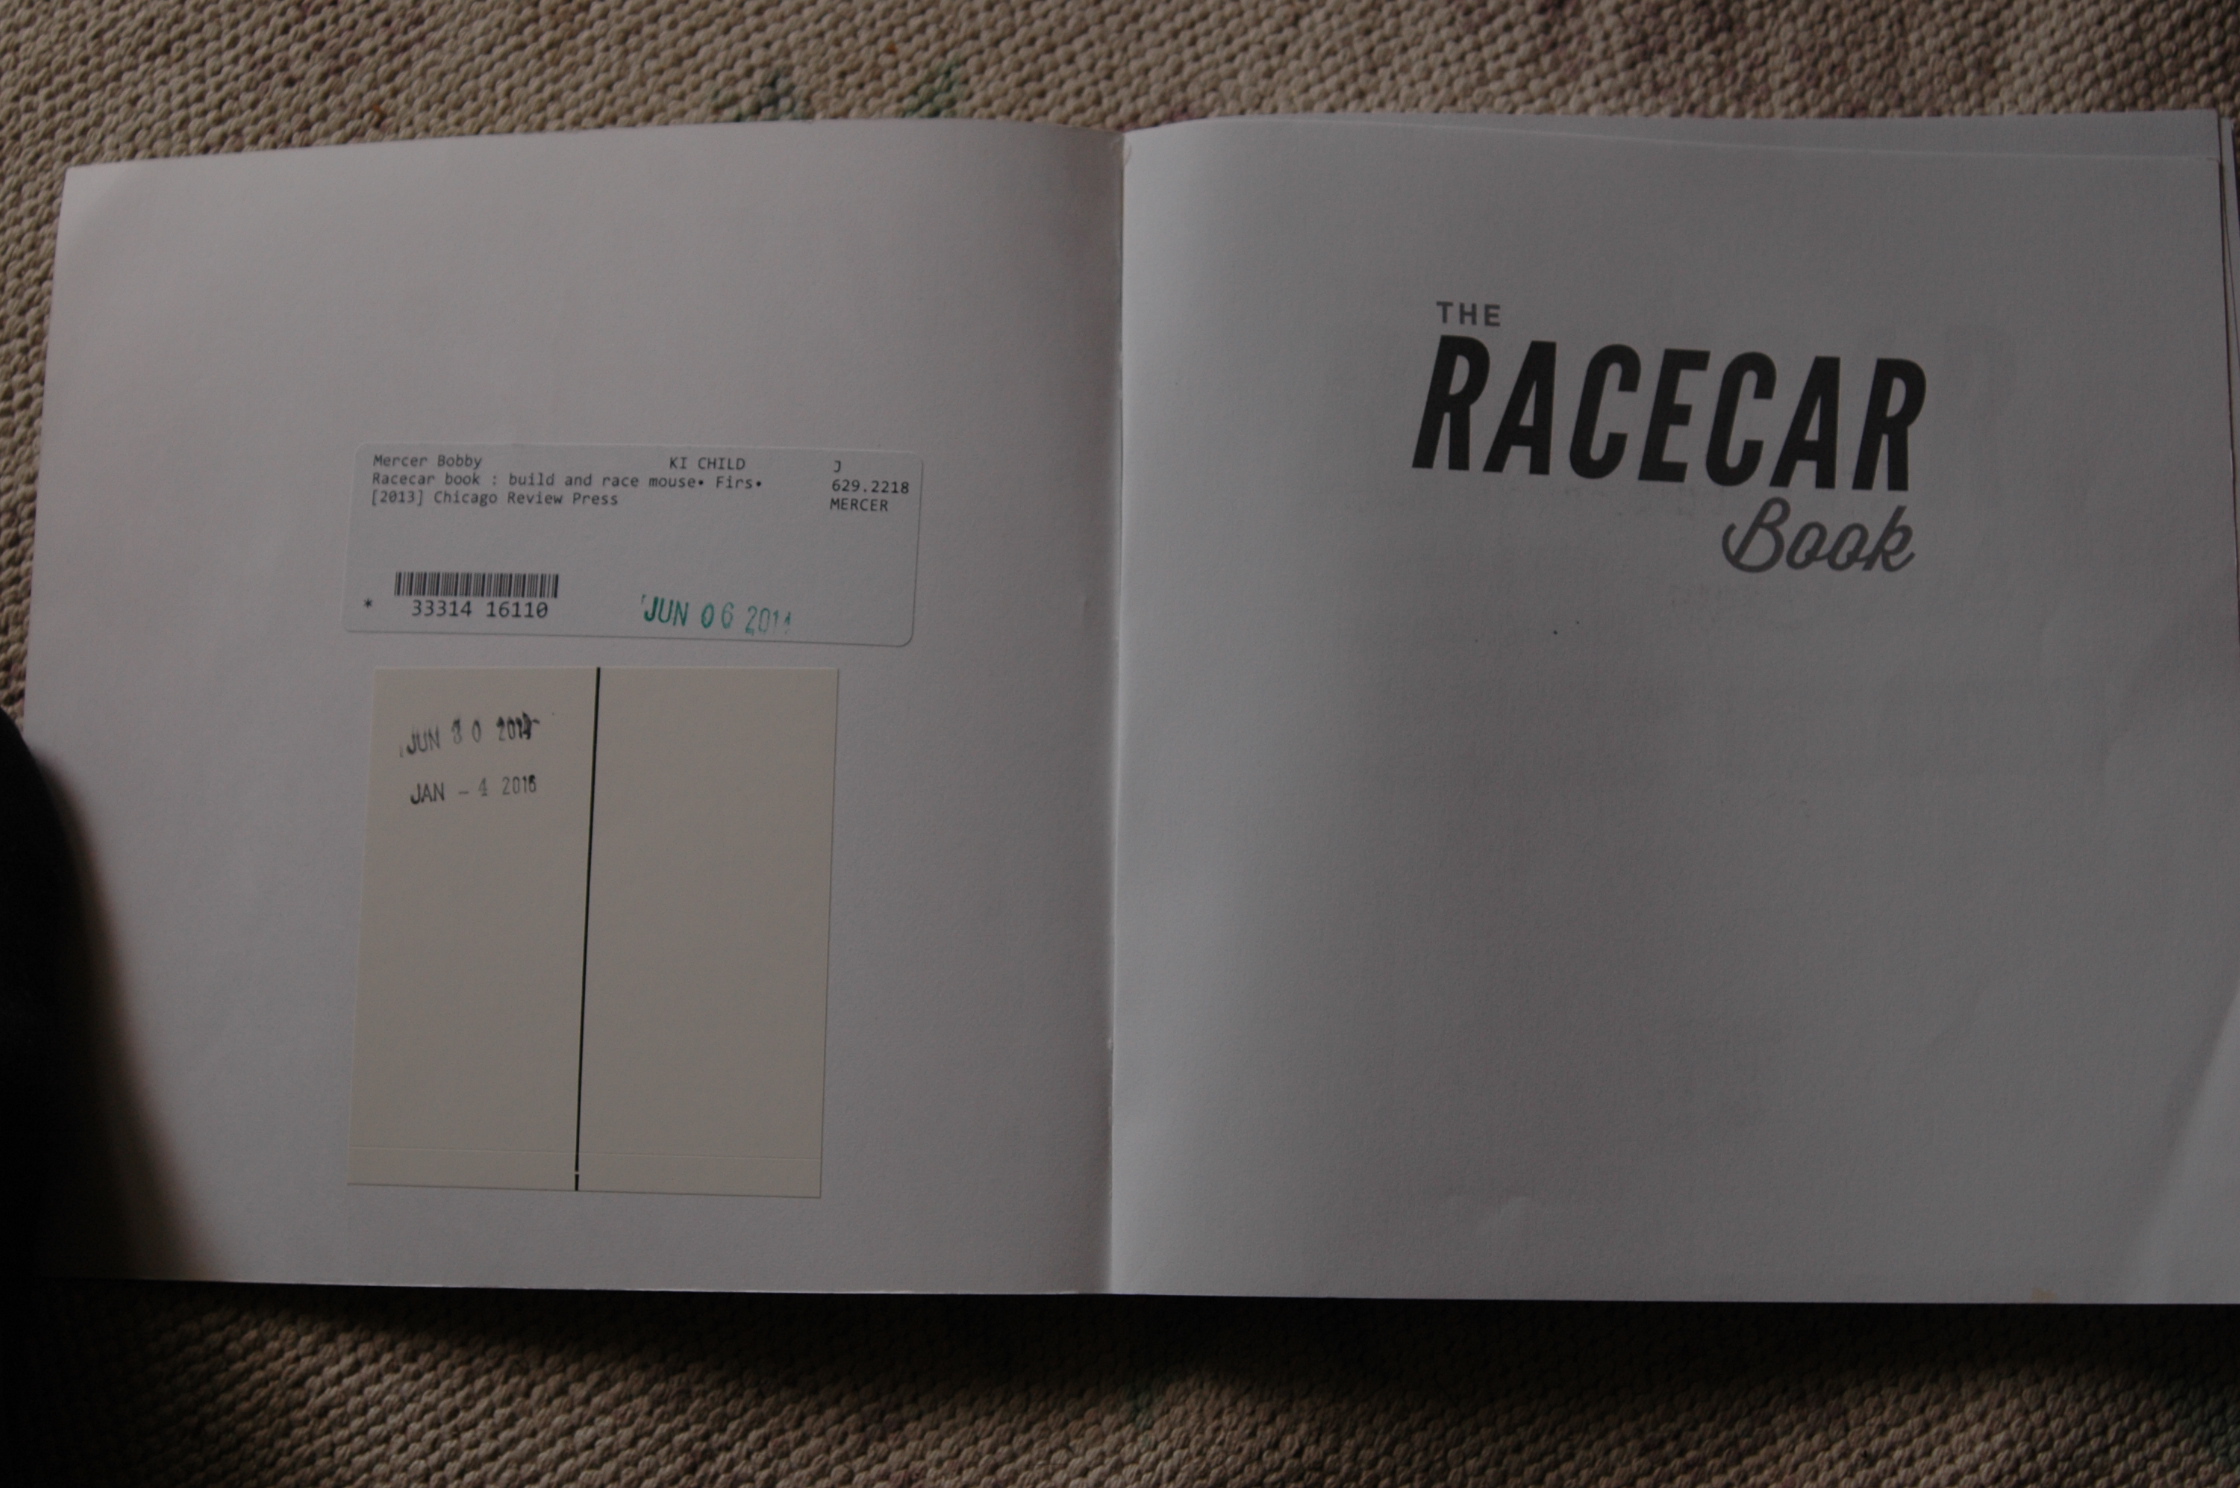 Mercer Bobby KI CHILD J
Racecar book : build and race mouse• Firs• 629.2218
[2013] Chicago Review Press MERCER
* 33314 16110
JUN 06 2014
JUN 30
JAN - 4 2016
THE
RACECAR
Book